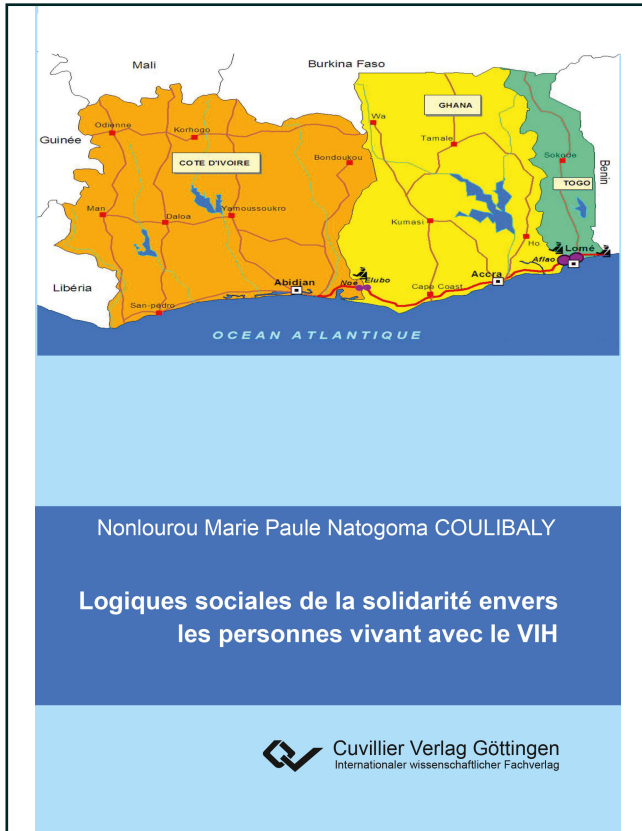 Mali
Burkina Faso
Guinée
Odienne
Korhogo
COTE D'IVOIRE
Bondoukou
Wa
GHANA
Tamale
Sokode
TOGO
Benin
Man
Daloa
Yamoussoukro
Kumasi
Ho
Aflao
Lomé
Libéria
San-pédro
Abidjan
Noé
Elubo
Cape Coast
Accra
OCEAN ATLANTIQUE
Nonlourou Marie Paule Natogoma COULIBALY
Logiques sociales de la solidarité envers
les personnes vivant avec le VIH
Cuvillier Verlag Göttingen
Internationaler wissenschaftlicher Fachverlag